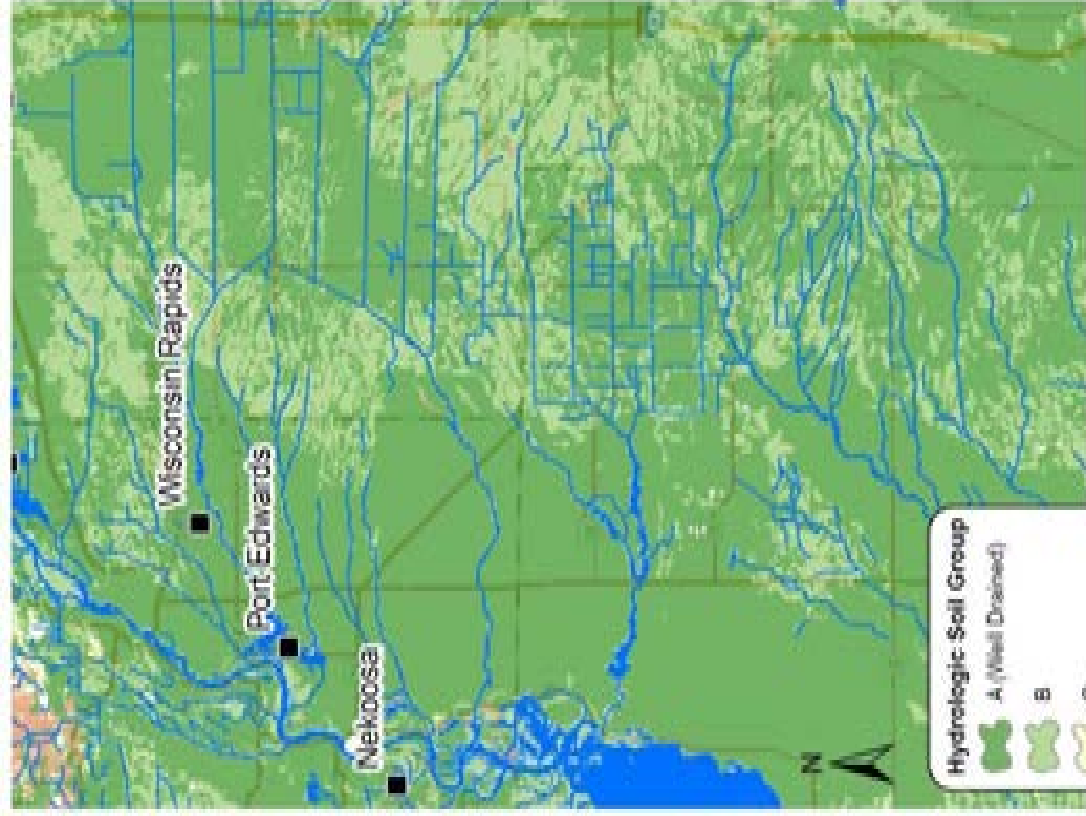 Wisconsin Rapids
Port Edwards
Nekoosa
N
Hydrologic Soil Group
A (Well Drained)
B